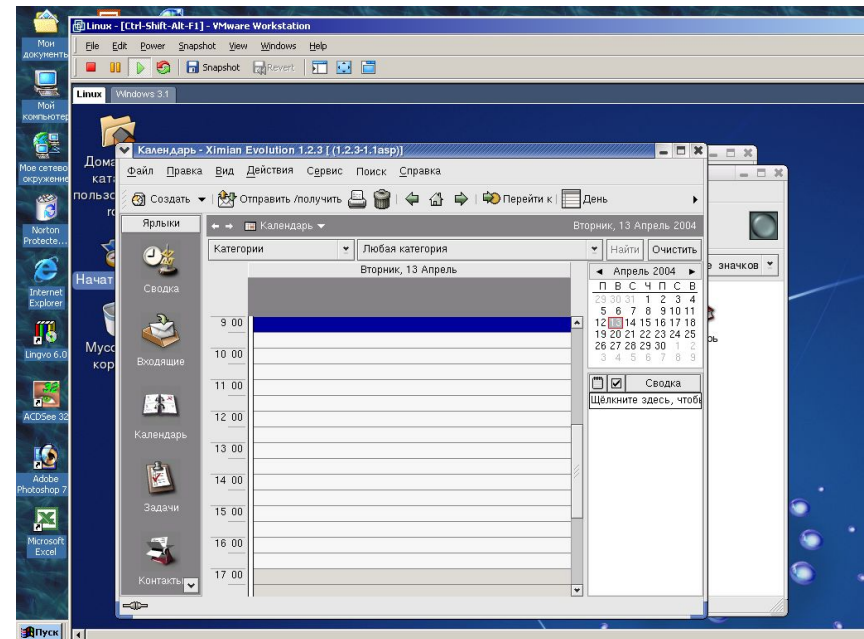 Мои
документы
Мой
компьютер
Мое сетевое
окружение
Norton
Protecte...
Internet
Explorer
Lingvo 6.0
ACDSee 32
Adobe
Photoshop 7
Microsoft
Excel
Пуск
Linux - [Ctrl-Shift-Alt-F1] - VMware Workstation
File Edit Power Snapshot View Windows Help
Snapshot Revert
Linux Windows 3.1
Дома
ката
польз
Начат
Мусо
кор
Календарь - Ximian Evolution 1.2.3 [ (1.2.3-1.1asp)]
Файл Правка Вид Действия Сервис Поиск Справка
Создать Отправить /получить Перейти к День
Ярлыки
Календарь
Вторник, 13 Апрель 2004
Категории Любая категория Найти Очистить
Сводка
Входящие
Календарь
Задачи
Контакты
Вторник, 13 Апрель
9 00
10 00
11 00
12 00
13 00
14 00
15 00
16 00
17 00
Апрель 2004
П В С Ч П С В
29 30 31 1 2 3 4
5 6 7 8 9 10 11
12 13 14 15 16 17 18
19 20 21 22 23 24 25
26 27 28 29 30 1 2
3 4 5 6 7 8 9
Сводка
Щёлкните здесь, чтобы
значков